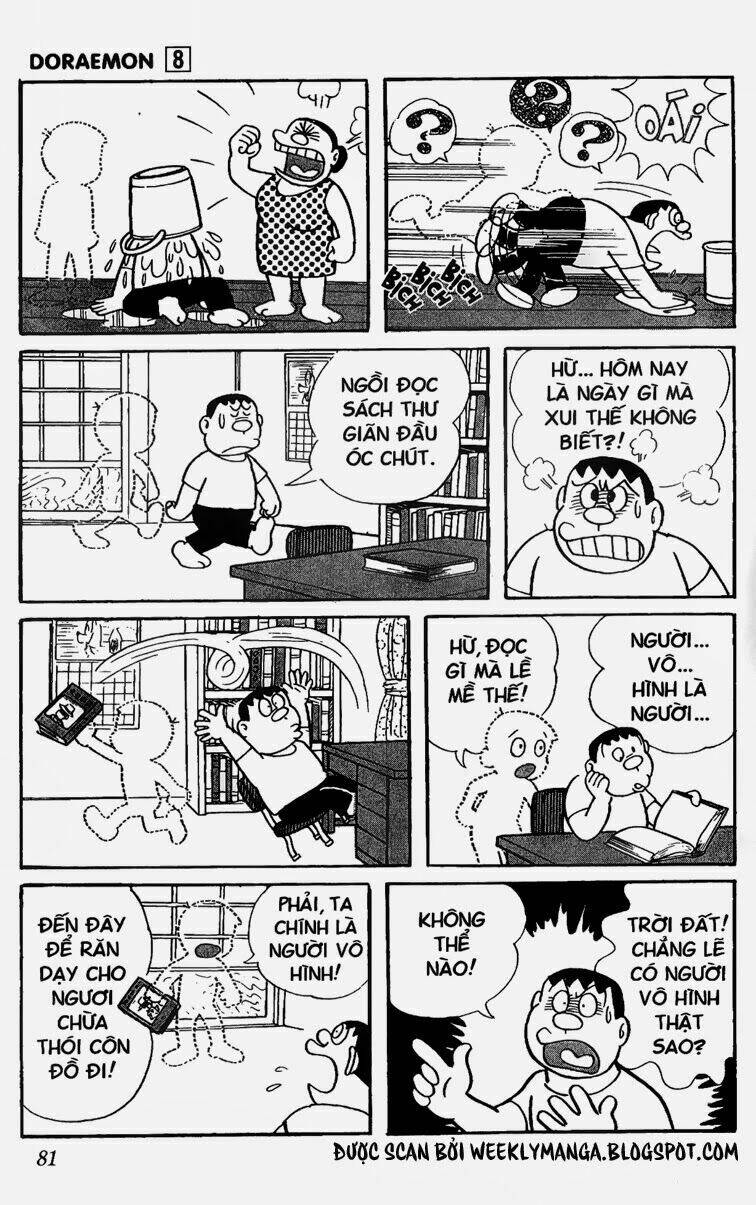 DORAEMON 8
?
?
?
OÁI
BỊCH
BỊCH
BỊCH
NGỒI ĐỌC
SÁCH THƯ
GIÃN ĐẦU
ÓC CHÚT.
HỪ... HÔM NAY
LÀ NGÀY GÌ MÀ
XUI THẾ KHÔNG
BIẾT?!
HỪ, ĐỌC
GÌ MÀ LỀ
MỀ THẾ!
NGƯỜI...
VÔ...
HÌNH LÀ
NGƯỜI...
ĐẾN ĐÂY
ĐỂ RĂN
DẠY CHO
NGƯƠI
CHỪA
THÓI CÔN
ĐỒ ĐI!
PHẢI, TA
CHÍNH LÀ
NGƯỜI VÔ
HÌNH!
KHÔNG
THỂ
NÀO!
TRỜI ĐẤT!
CHẲNG LẼ
CÓ NGƯỜI
VÔ HÌNH
THẬT
SAO?
81
ĐƯỢC SCAN BỞI WEEKLYMANGA.BLOGSPOT.COM